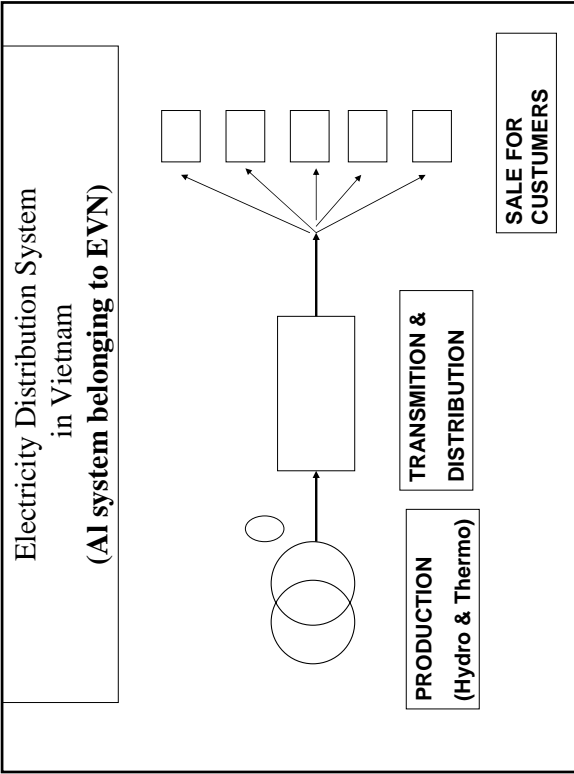 Electricity Distribution System
in Vietnam
(Al system belonging to EVN)
PRODUCTION
(Hydro & Thermo)
TRANSMITION &
DISTRIBUTION
SALE FOR
CUSTUMERS